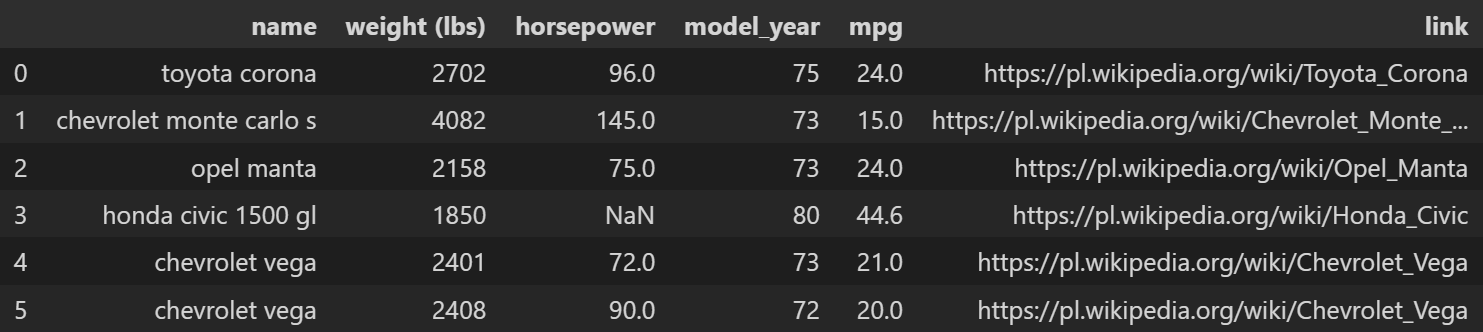 name weight (lbs) horsepower model_year mpg link
0 toyota corona 2702 96.0 75 24.0 https://pl.wikipedia.org/wiki/Toyota_Corona
1 chevrolet monte carlo s 4082 145.0 73 15.0 https://pl.wikipedia.org/wiki/Chevrolet_Monte_...
2 opel manta 2158 75.0 73 24.0 https://pl.wikipedia.org/wiki/Opel_Manta
3 honda civic 1500 gl 1850 NaN 80 44.6 https://pl.wikipedia.org/wiki/Honda_Civic
4 chevrolet vega 2401 72.0 73 21.0 https://pl.wikipedia.org/wiki/Chevrolet_Vega
5 chevrolet vega 2408 90.0 72 20.0 https://pl.wikipedia.org/wiki/Chevrolet_Vega